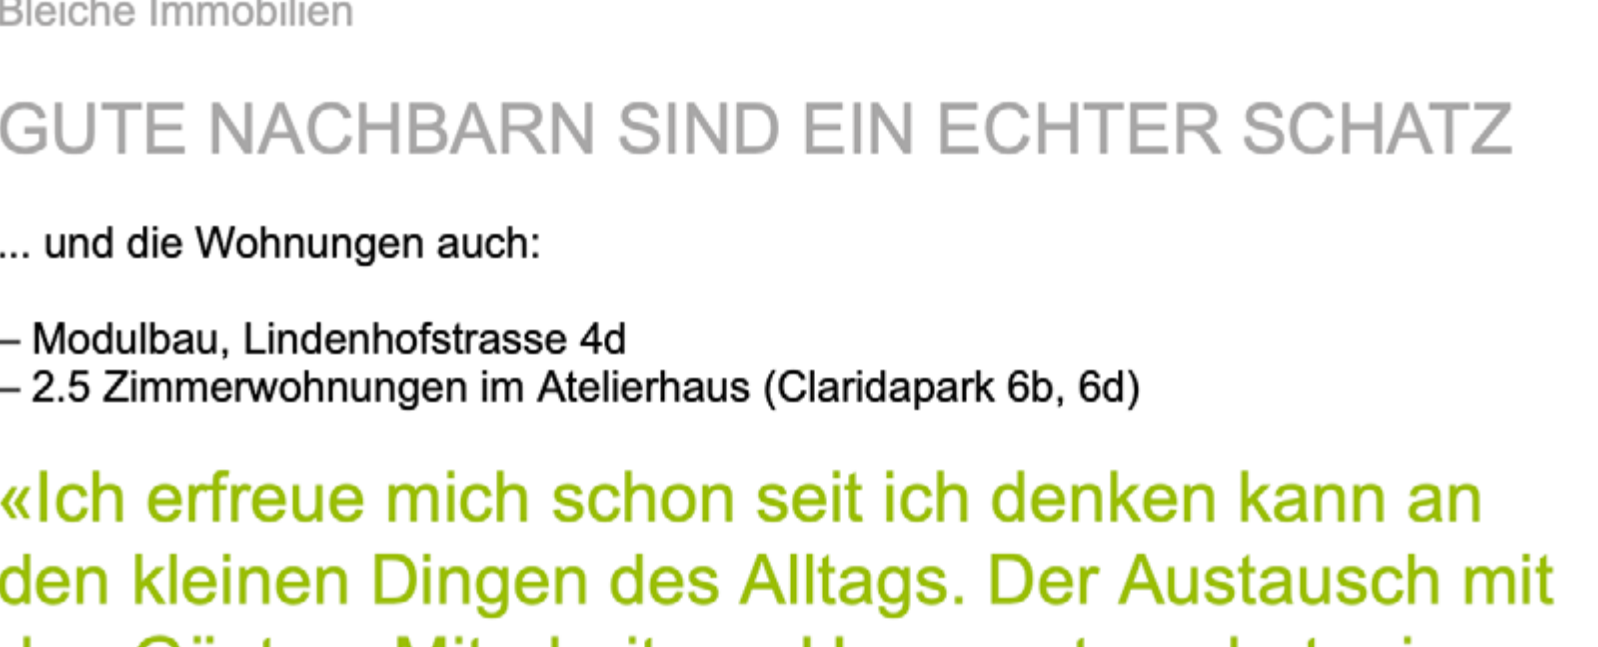 Bleiche Immobilien
GUTE NACHBARN SIND EIN ECHTER SCHATZ
... und die Wohnungen auch:
– Modulbau, Lindenhofstrasse 4d
– 2.5 Zimmerwohnungen im Atelierhaus (Claridapark 6b, 6d)
«Ich erfreue mich schon seit ich denken kann an
den kleinen Dingen des Alltags. Der Austausch mit